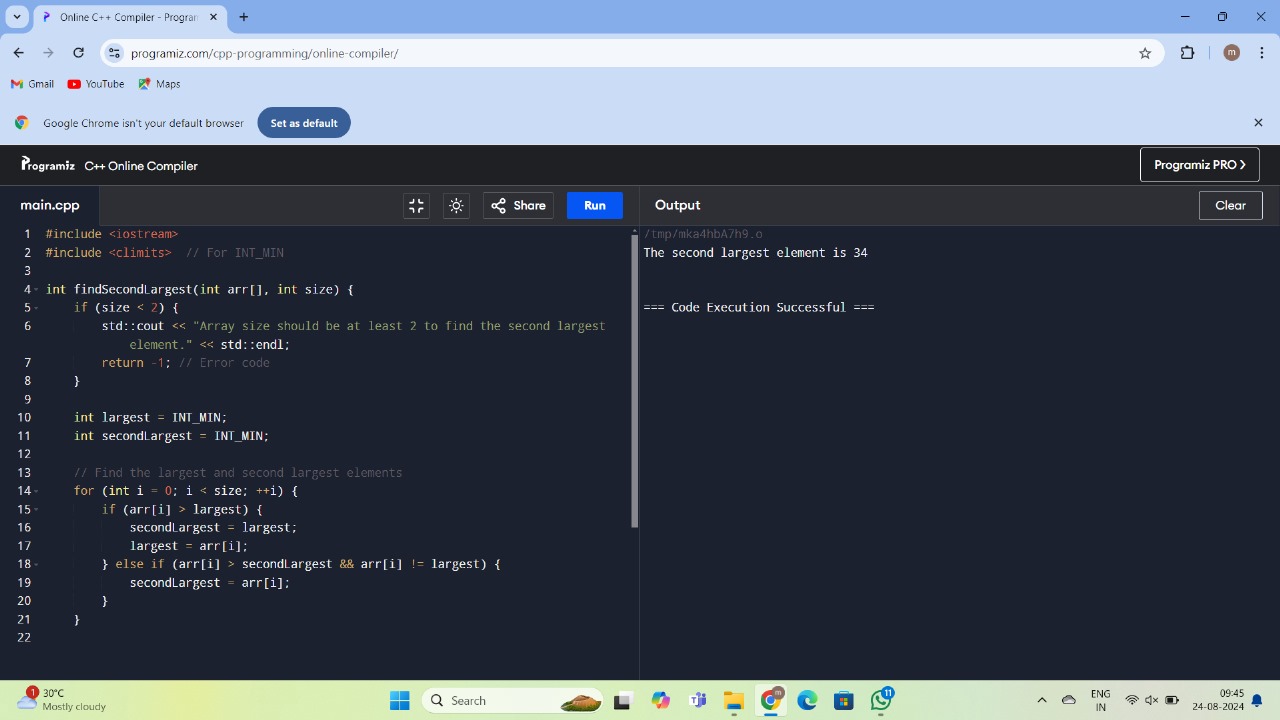 Online C++ Compiler - Program
programiz.com/cpp-programming/online-compiler/
m
Gmail YouTube Maps
Google Chrome isn't your default browser Set as default
Programiz C++ Online Compiler Programiz PRO >
main.cpp Share Run Output Clear
1 #include <iostream>
2 #include <climits>  // For INT_MIN
3
4 int findSecondLargest(int arr[], int size) {
5     if (size < 2) {
6         std::cout << "Array size should be at least 2 to find the second largest
            element." << std::endl;
7         return -1; // Error code
8     }
9
10     int largest = INT_MIN;
11     int secondLargest = INT_MIN;
12
13     // Find the largest and second largest elements
14     for (int i = 0; i < size; ++i) {
15         if (arr[i] > largest) {
16             secondLargest = largest;
17             largest = arr[i];
18         } else if (arr[i] > secondLargest && arr[i] != largest) {
19             secondLargest = arr[i];
20         }
21     }
22
/tmp/mka4hbA7h9.o
The second largest element is 34
=== Code Execution Successful ===
1
30°C
Mostly cloudy
Search
m
11
ENG
IN
09:45
24-08-2024